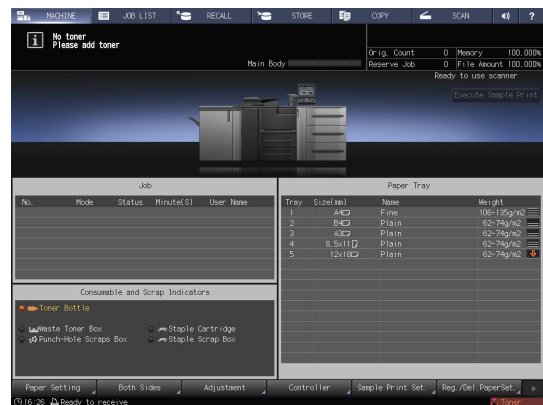 MACHINE JOB LIST RECALL STORE COPY SCAN ?
No toner
Please add toner
Main Body
Orig. Count 0 Memory 100.000%
Reserve Job 0 File Amount 100.000%
Ready to use scanner
Execute Sample Print
Job
No. Mode Status Minute(S) User Name
Paper Tray
Tray Size(mm) Name Weight
1 A4 Fine 106-135g/m2
2 B4 Plain 62-74g/m2
3 A3 Plain 62-74g/m2
4 8.5x11 Plain 62-74g/m2
5 12x18 Plain 62-74g/m2
Consumable and Scrap Indicators
Toner Bottle
Waste Toner Box Staple Cartridge
Punch-Hole Scraps Box Staple Scrap Box
Paper Setting Both Sides Adjustment Controller Sample Print Set. Reg./Del.PaperSet.
16:26 Ready to receive Toner